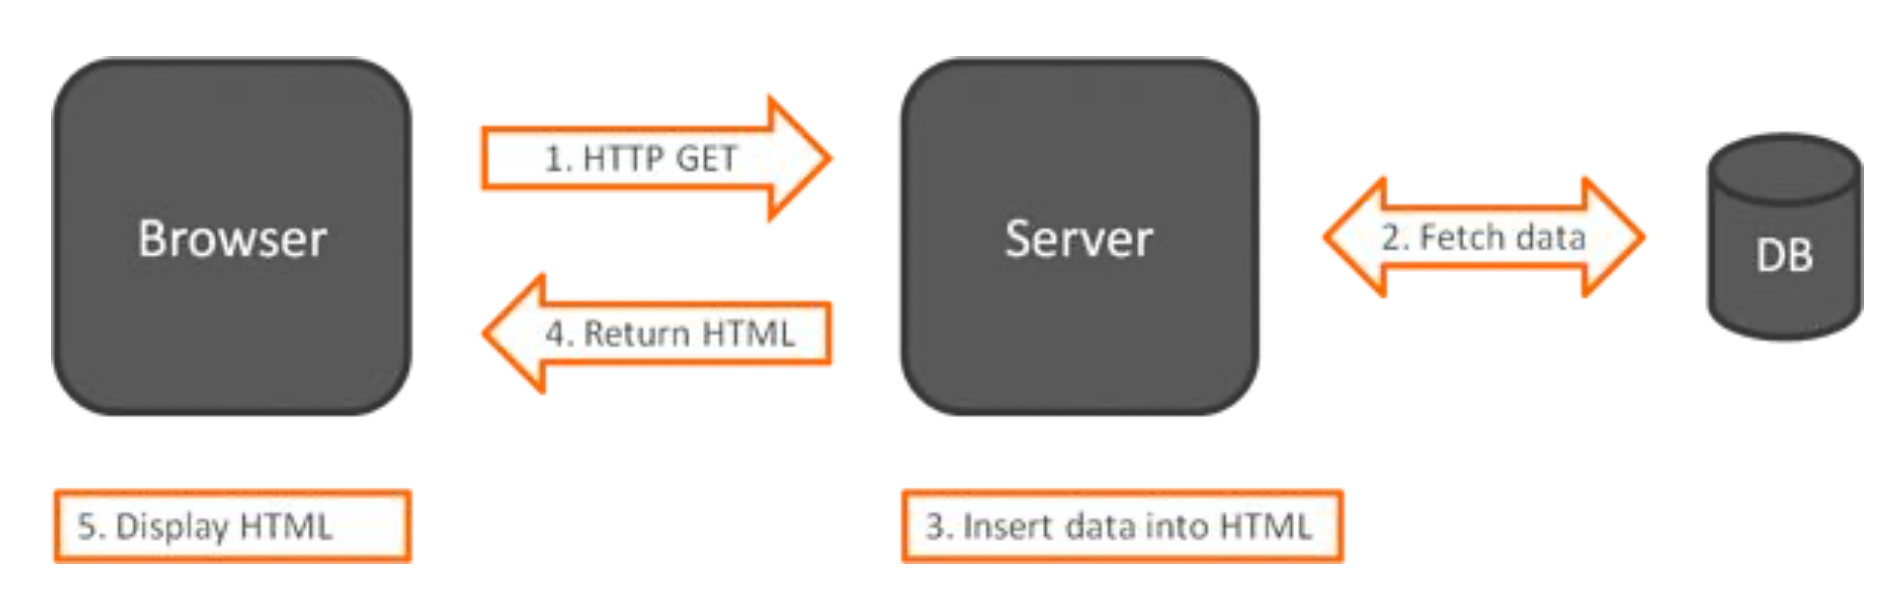 Browser
1. HTTP GET
4. Return HTML
Server
2. Fetch data
DB
5. Display HTML
3. Insert data into HTML